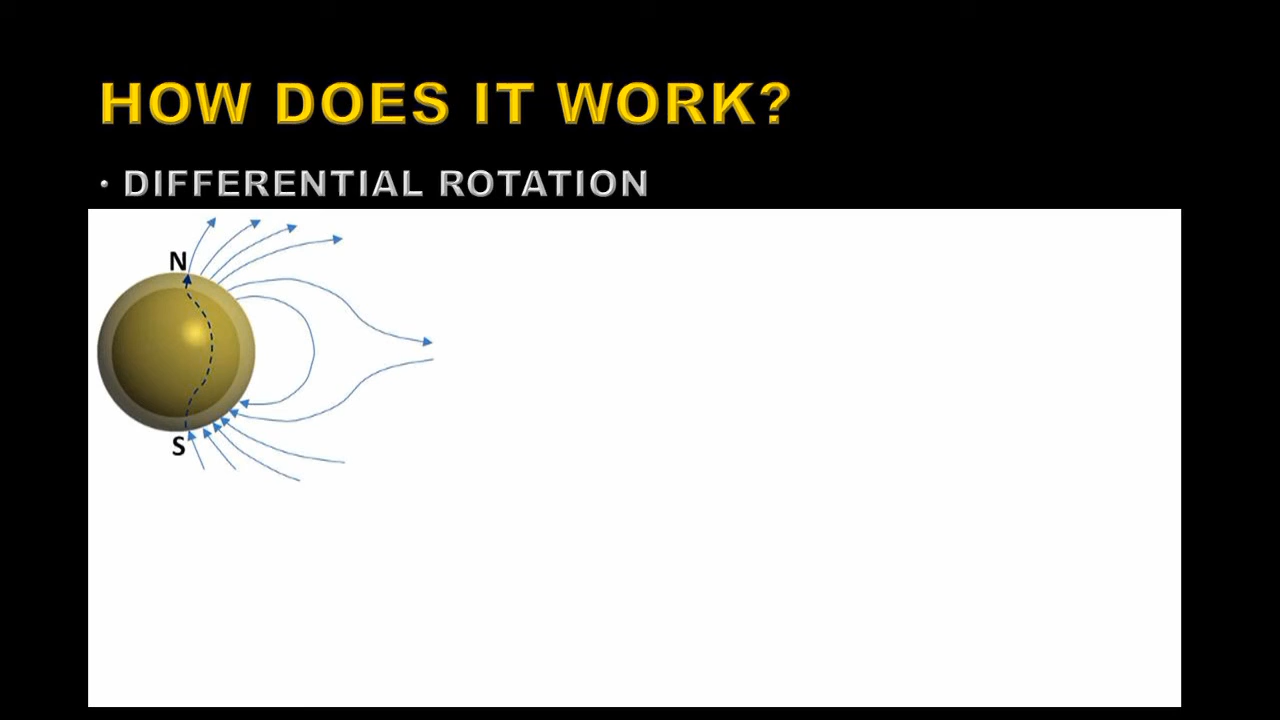 HOW DOES IT WORK?
• DIFFERENTIAL ROTATION
N
S